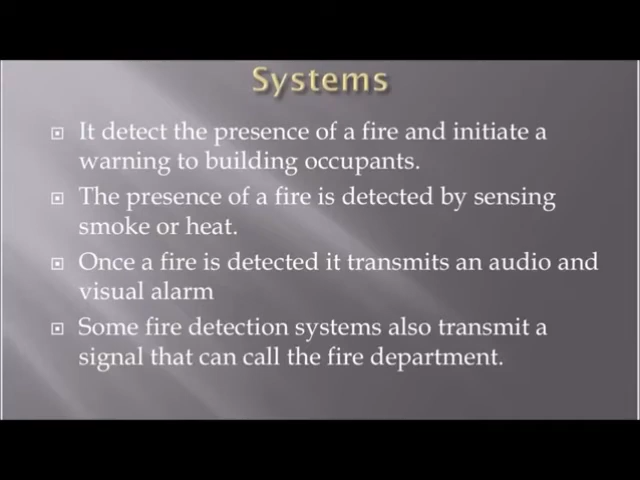 Systems
It detect the presence of a fire and initiate a
warning to building occupants.
The presence of a fire is detected by sensing
smoke or heat.
Once a fire is detected it transmits an audio and
visual alarm
Some fire detection systems also transmit a
signal that can call the fire department.